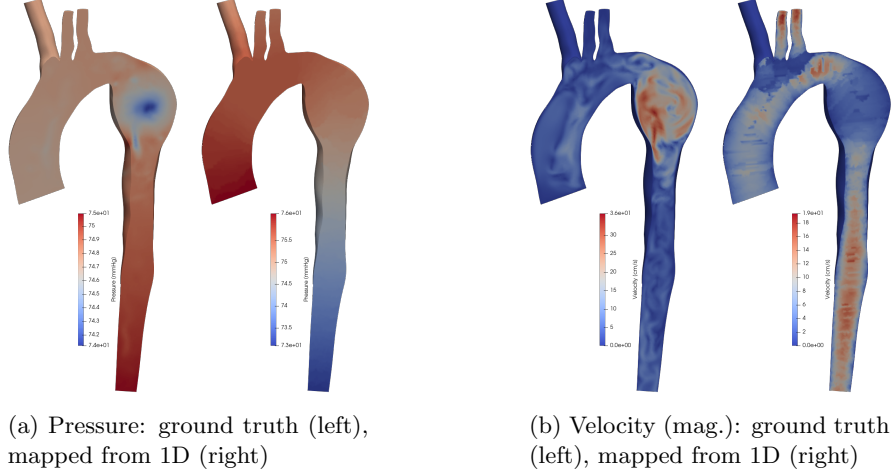 7.5e+01
74.9
74.8
74.7
74.6
74.5
74.4
74.3
74.2
7.4e+01
Pressure (mmHg)
7.6e+01
75.5
75
74.5
74
73.5
7.3e+01
Pressure (mmHg)
3.6e+01
30
25
20
15
10
5
0.0e+00
Velocity (cm/s)
1.9e+01
18
16
14
12
10
8
6
4
2
0.0e+00
Velocity (cm/s)
(a) Pressure: ground truth (left),
mapped from 1D (right)
(b) Velocity (mag.): ground truth
(left), mapped from 1D (right)